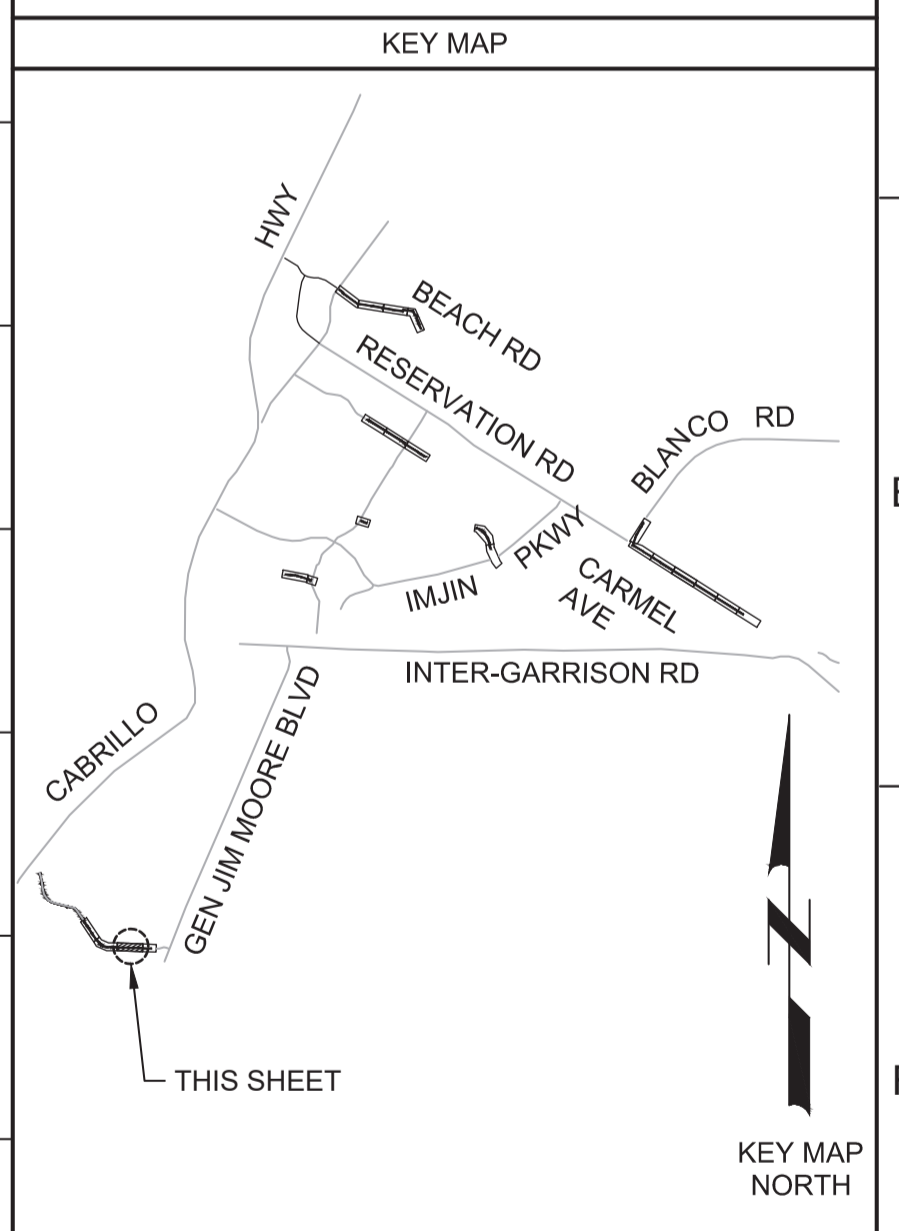 KEY MAP
HWY
BEACH RD
RESERVATION RD
BLANCO RD
IMJIN PKWY
CARMEL
AVE
INTER-GARRISON RD
CABRILLO
GEN JIM MOORE BLVD
THIS SHEET
N
KEY MAP
NORTH